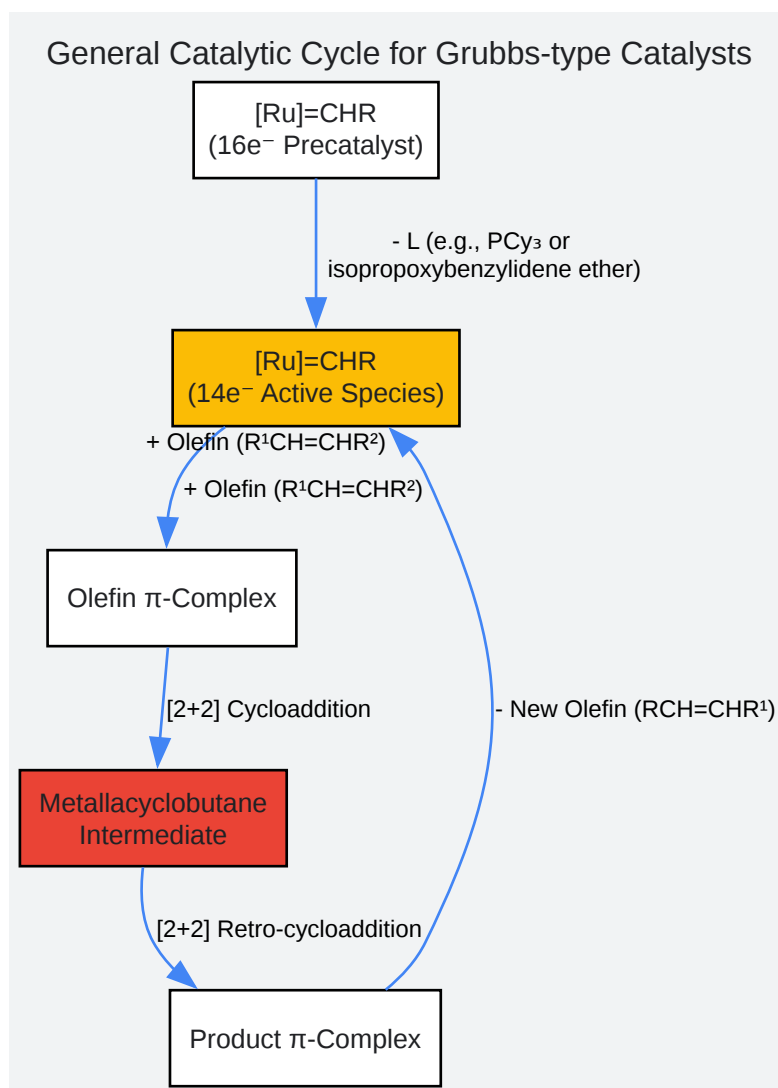 General Catalytic Cycle for Grubbs-type Catalysts
[Ru]=CHR
(16e⁻ Precatalyst)
- L (e.g., PCy₃ or
isopropoxybenzylidene ether)
[Ru]=CHR
(14e⁻ Active Species)
+ Olefin (R¹CH=CHR²)
+ Olefin (R¹CH=CHR²)
Olefin π-Complex
[2+2] Cycloaddition
- New Olefin (RCH=CHR¹)
Metallacyclobutane
Intermediate
[2+2] Retro-cycloaddition
Product π-Complex